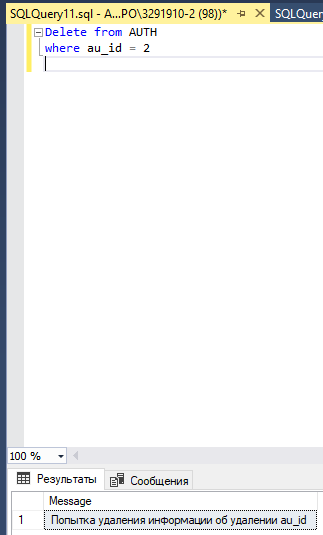 SQLQuery11.sql - A...PO\3291910-2 (98))*
SQLQuer
Delete from AUTH
where au_id = 2
100 %
Результаты
Сообщения
Message
1 Попытка удаления информации об удалении au_id